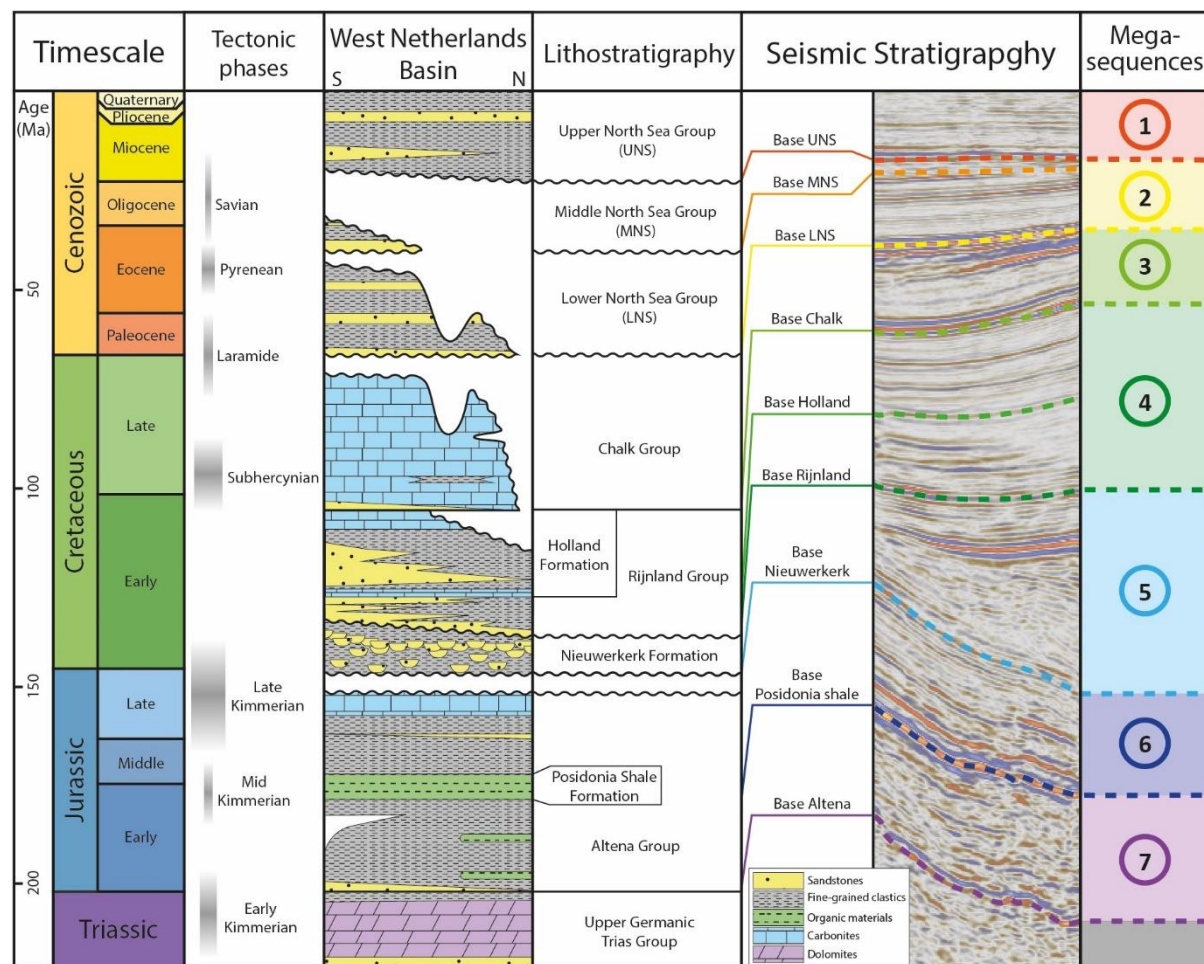 Timescale
Tectonic
phases
West Netherlands
Basin
S
N
Lithostratigraphy
Seismic Stratigrapghy
Mega-
sequences
Age
(Ma)
50
100
150
200
Cenozoic
Cretaceous
Jurassic
Triassic
Quaternary
Pliocene
Miocene
Oligocene
Eocene
Paleocene
Late
Early
Late
Middle
Early
Savian
Pyrenean
Laramide
Subhercynian
Late
Kimmerian
Mid
Kimmerian
Early
Kimmerian
Upper North Sea Group
(UNS)
Middle North Sea Group
(MNS)
Lower North Sea Group
(LNS)
Chalk Group
Holland
Formation
Rijnland Group
Nieuwerkerk Formation
Posidonia Shale
Formation
Altena Group
Upper Germanic
Trias Group
Base UNS
Base MNS
Base LNS
Base Chalk
Base Holland
Base Rijnland
Base
Nieuwerkerk
Base
Posidonia shale
Base Altena
Sandstones
Fine-grained clastics
Organic materials
Carbonites
Dolomites
1
2
3
4
5
6
7